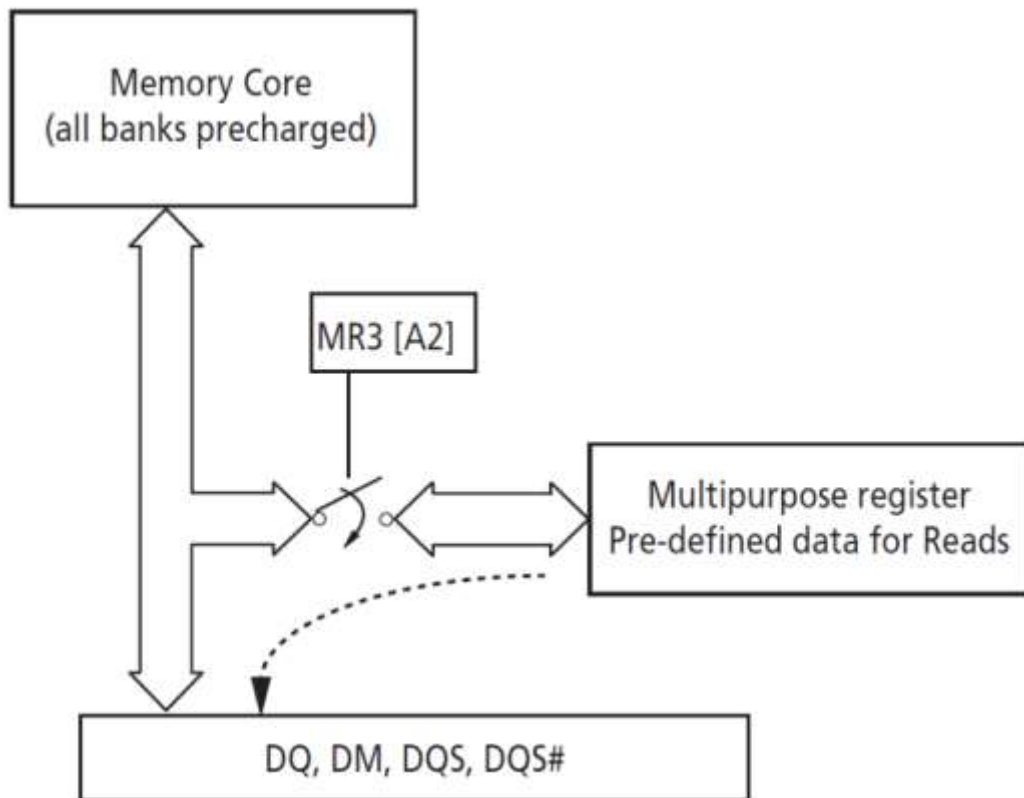 Memory Core
(all banks precharged)
MR3 [A2]
Multipurpose register
Pre-defined data for Reads
DQ, DM, DQS, DQS#